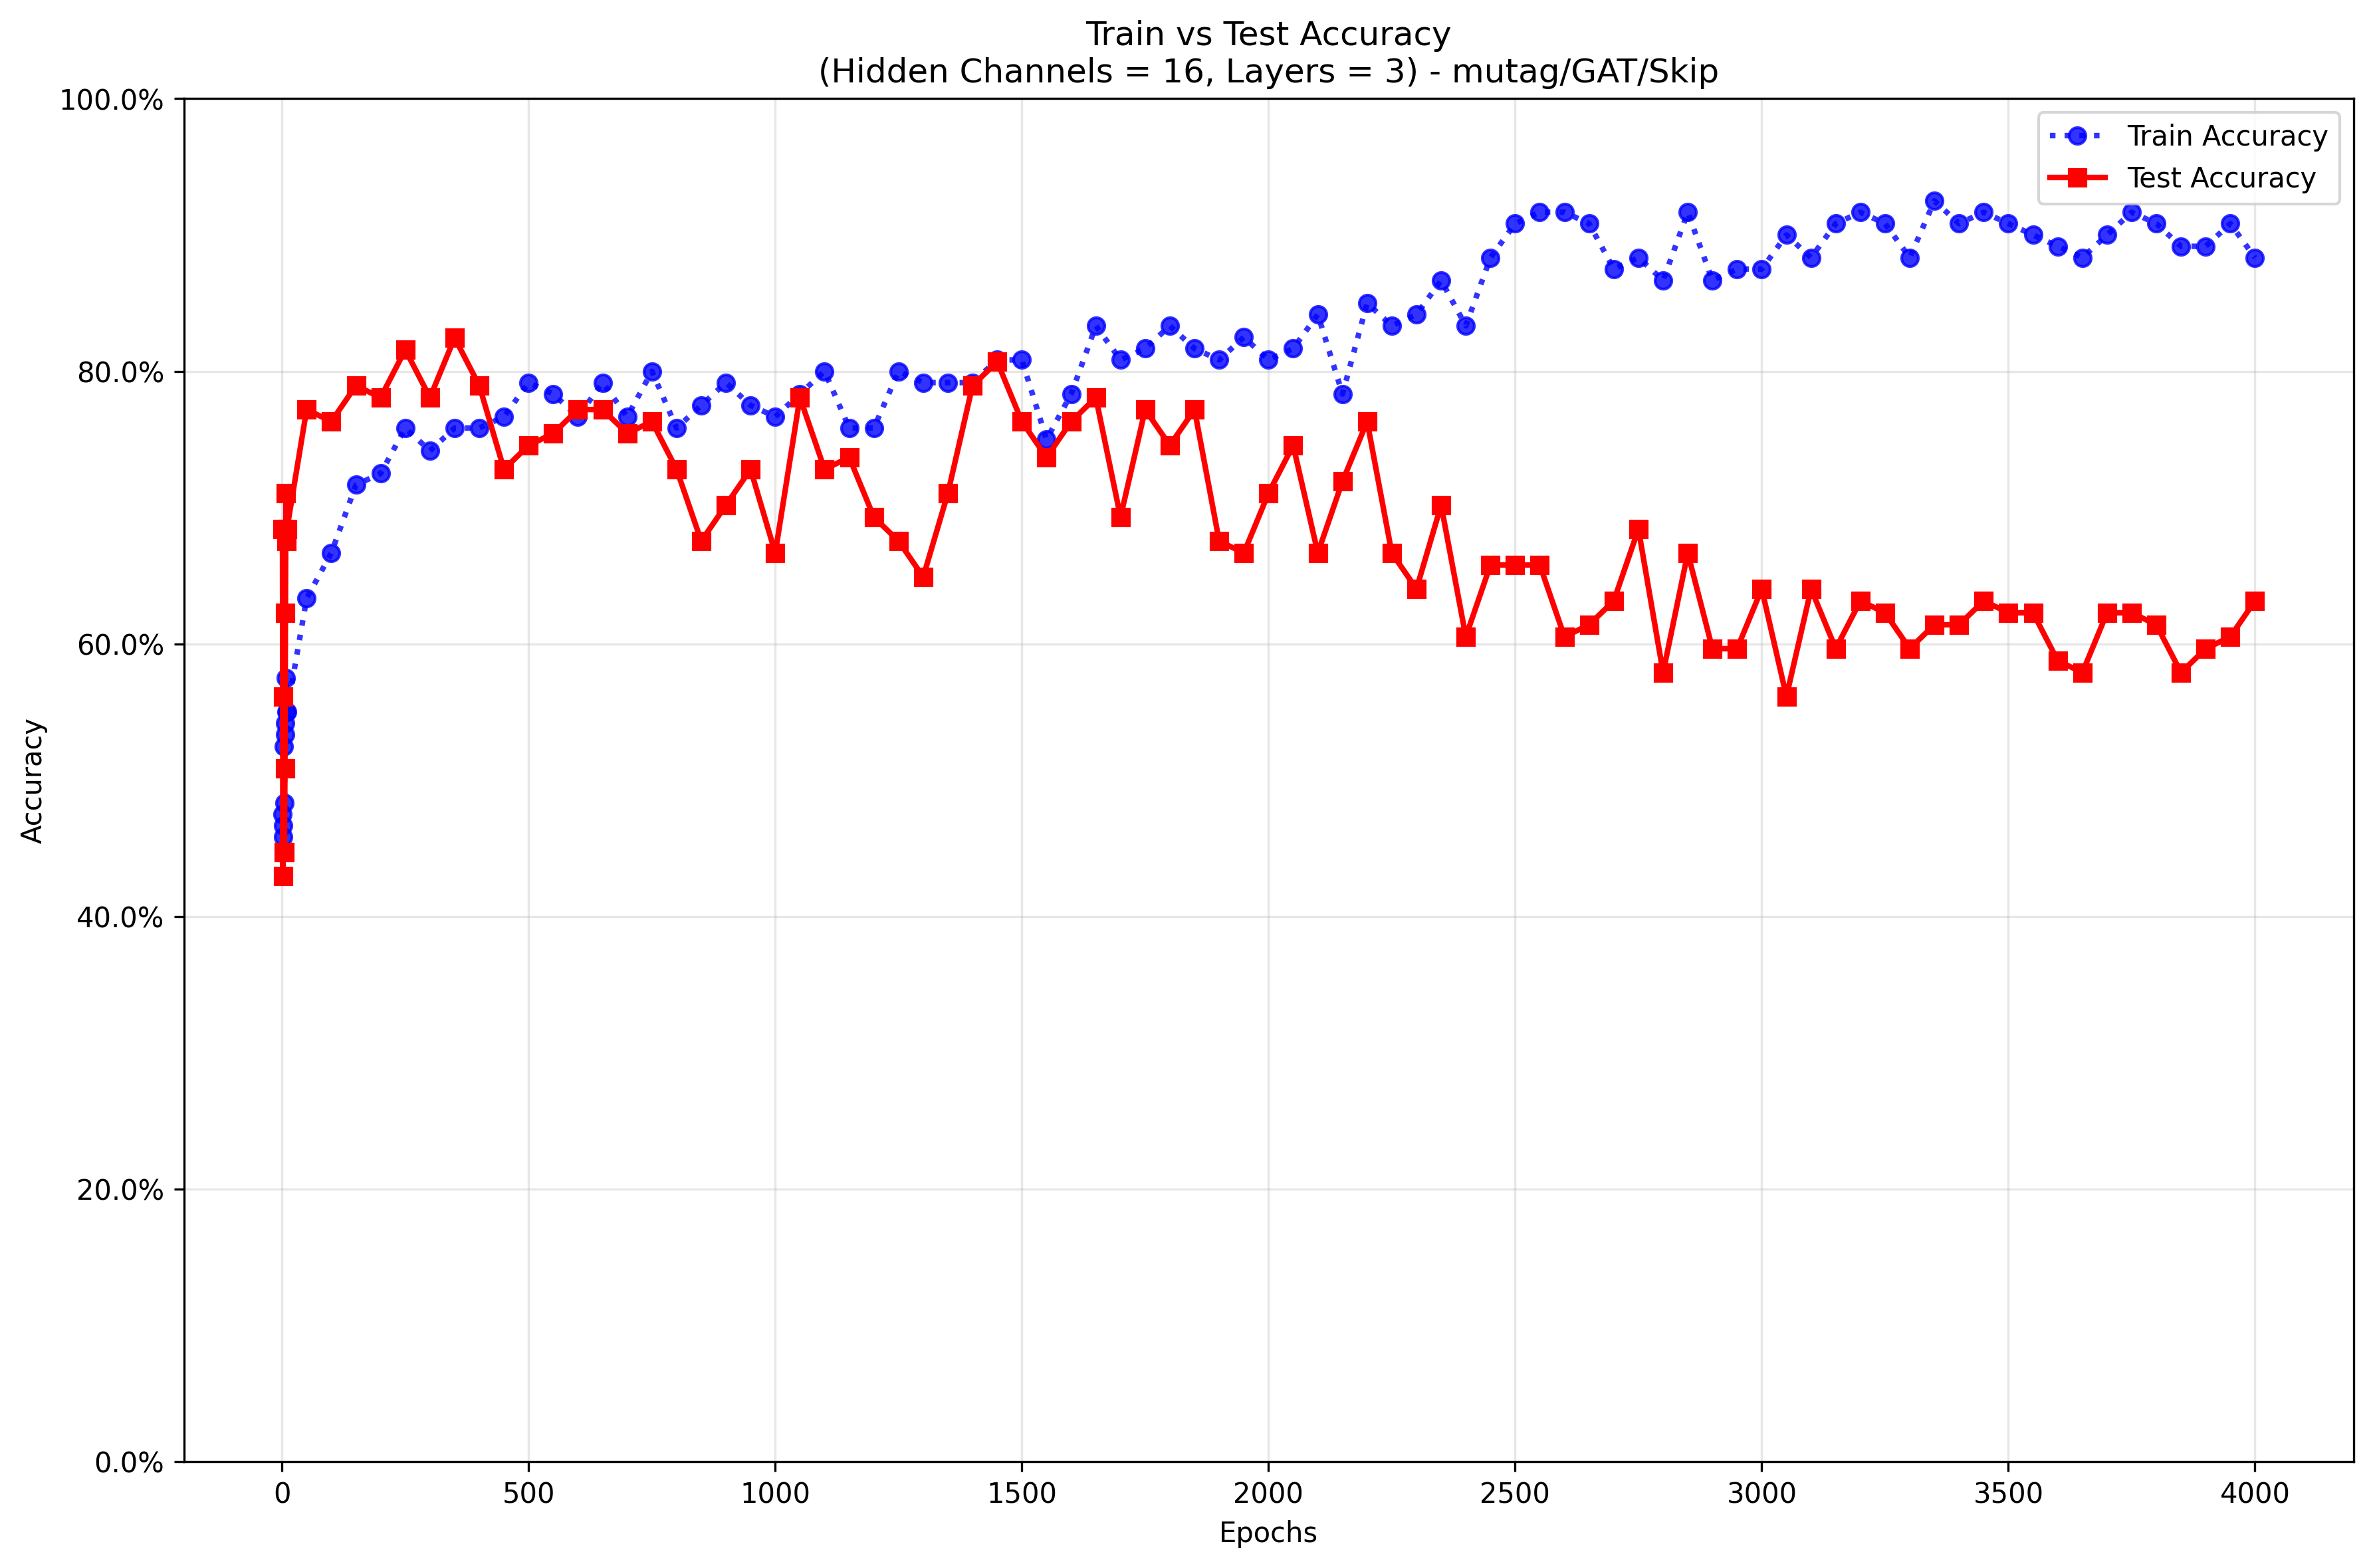 Train vs Test Accuracy
(Hidden Channels = 16, Layers = 3) - mutag/GAT/Skip
100.0%
80.0%
60.0%
40.0%
20.0%
0.0%
Accuracy
Train Accuracy
Test Accuracy
0 500 1000 1500 2000 2500 3000 3500 4000
Epochs